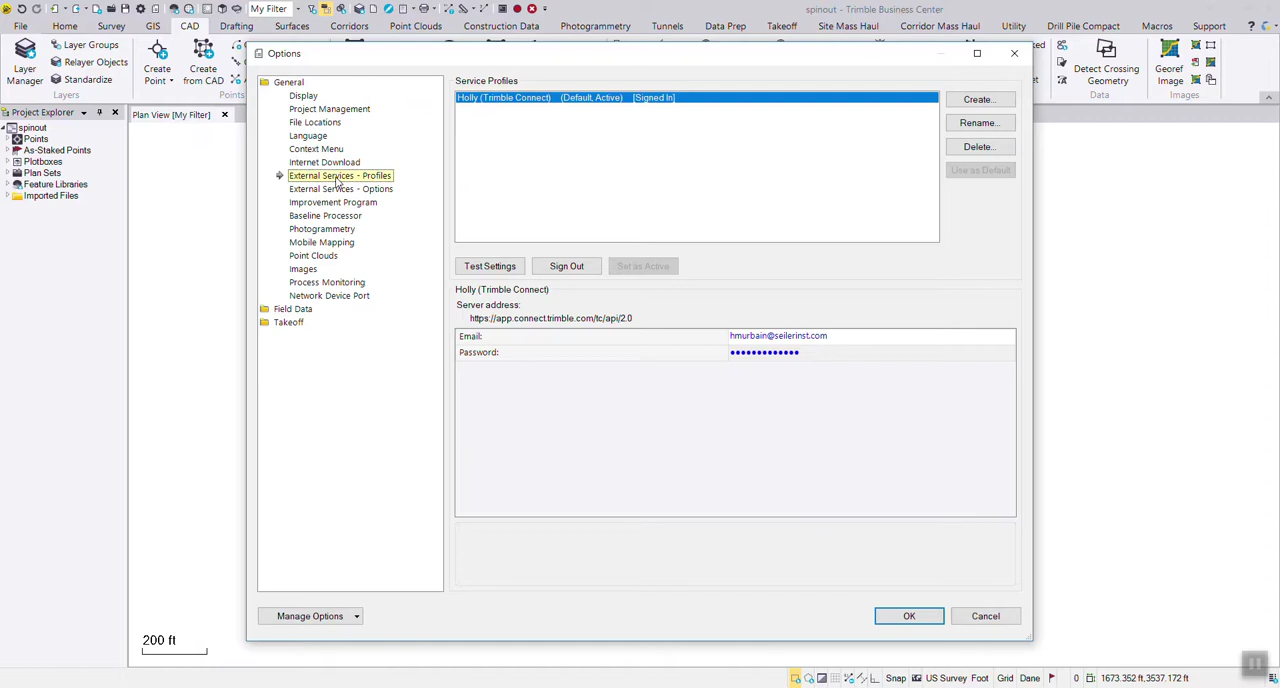 My Filter
spinout - Trimble Business Center
File Home Survey GIS CAD Drafting Surfaces Corridors Point Clouds Construction Data Photogrammetry Tunnels Data Prep Takeoff Site Mass Haul Corridor Mass Haul Utility Drill Pile Compact Macros Support
Layer Manager
Layer Groups
Relayer Objects
Standardize
Layers
Create Point
Create from CAD
Points
Detect Crossing Geometry
Data
Georef Image
Images
Project Explorer
spinout
Points
As-Staked Points
Plotboxes
Plan Sets
Feature Libraries
Imported Files
Plan View [My Filter]
200 ft
Options
General
Display
Project Management
File Locations
Language
Context Menu
Internet Download
External Services - Profiles
External Services - Options
Improvement Program
Baseline Processor
Photogrammetry
Mobile Mapping
Point Clouds
Images
Process Monitoring
Network Device Port
Field Data
Takeoff
Service Profiles
Holly (Trimble Connect) (Default, Active) [Signed In]
Create...
Rename...
Delete...
Use as Default
Test Settings
Sign Out
Set as Active
Holly (Trimble Connect)
Server address:
https://app.connect.trimble.com/tc/api/2.0
Email: hmurbain@seilerinst.com
Password: •••••••••••••
Manage Options
OK
Cancel
Snap US Survey Foot Grid Dane 0 1673.352 ft,3537.172 ft